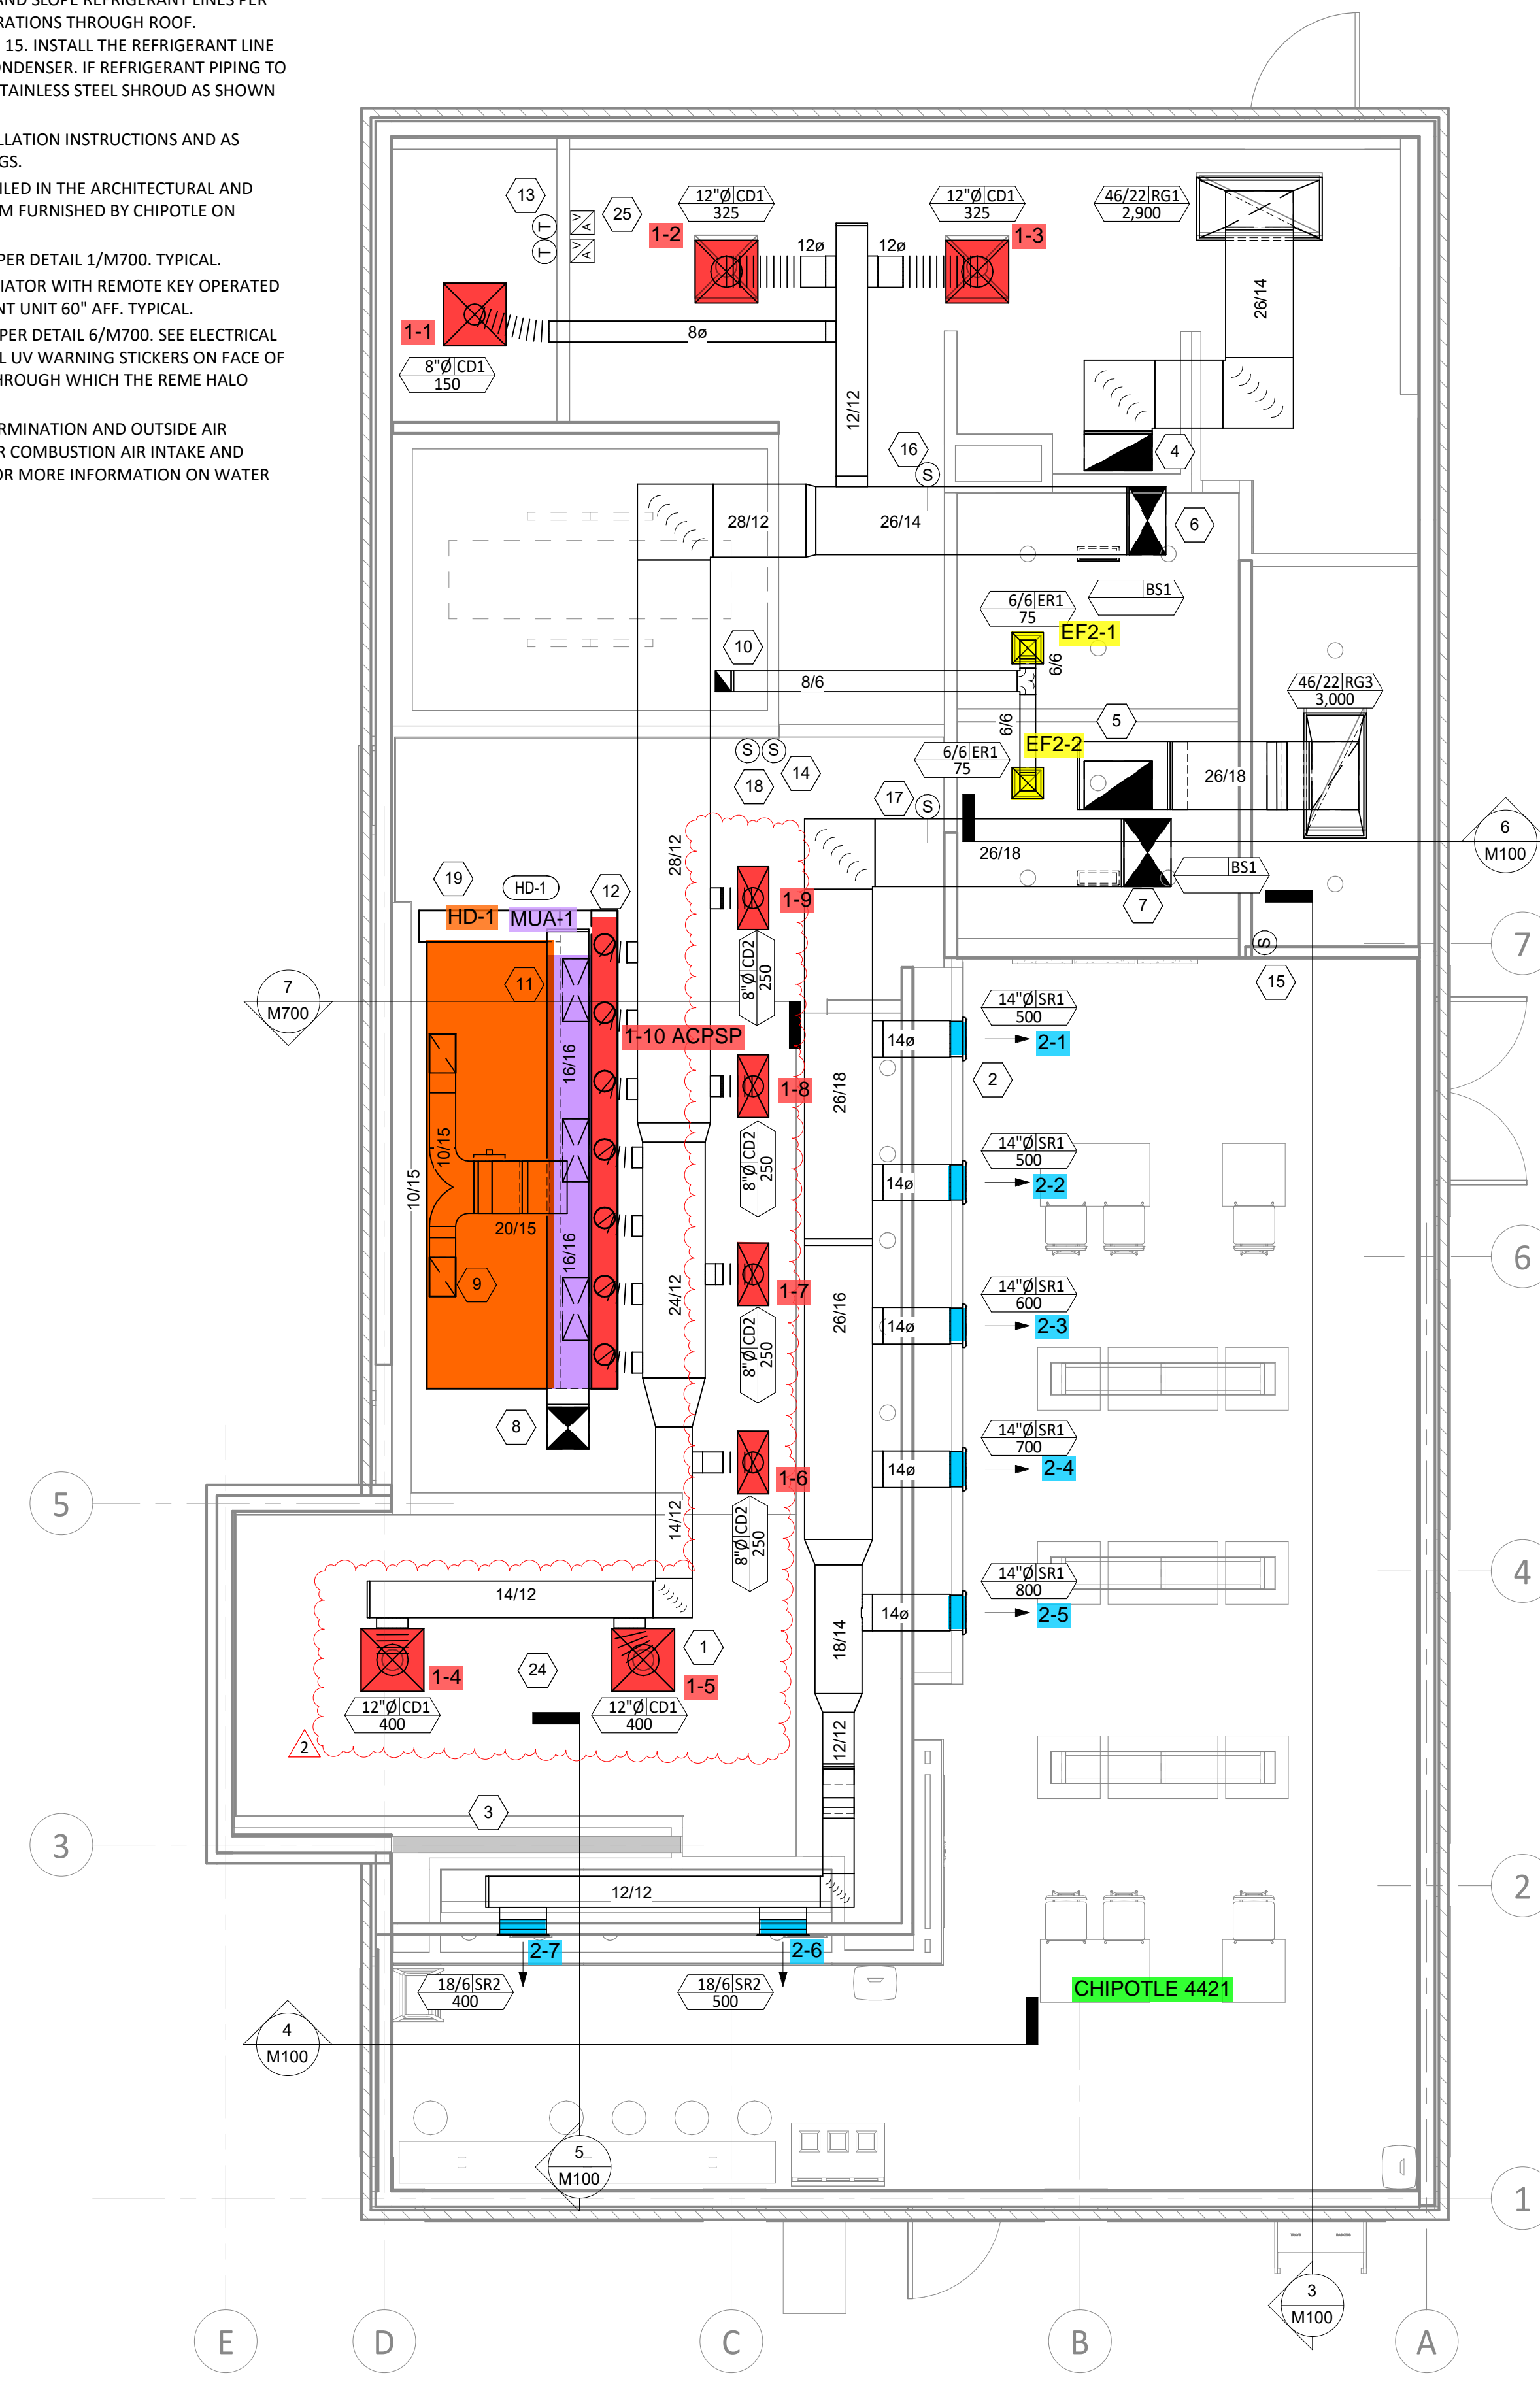 AND SLOPE REFRIGERANT LINES PER
RATIONS THROUGH ROOF.
15. INSTALL THE REFRIGERANT LINE
ONDENSER. IF REFRIGERANT PIPING TO
TAINLESS STEEL SHROUD AS SHOWN
LLATION INSTRUCTIONS AND AS
GS.
ILED IN THE ARCHITECTURAL AND
M FURNISHED BY CHIPOTLE ON
PER DETAIL 1/M700. TYPICAL.
IATOR WITH REMOTE KEY OPERATED
NT UNIT 60" AFF. TYPICAL.
PER DETAIL 6/M700. SEE ELECTRICAL
L UV WARNING STICKERS ON FACE OF
HROUGH WHICH THE REME HALO
RMINATION AND OUTSIDE AIR
R COMBUSTION AIR INTAKE AND
OR MORE INFORMATION ON WATER
13
25
T
T
A V
A V
12"Ø CD1
325
1-2
12"Ø CD1
325
1-3
46/22 RG1
2,900
12ø
12ø
26/14
1-1
8"Ø CD1
150
8ø
12/12
16
S
4
28/12
26/14
6
6/6 ER1
75
BS1
EF2-1
6/6
10
8/6
46/22 RG3
3,000
6/6
5
EF2-2
6/6 ER1
75
S
S
18
14
26/18
17
S
26/18
6
M100
BS1
7
28/12
19
HD-1
12
HD-1
MUA-1
1-9
8"Ø CD2
250
7
S
15
11
7
M700
1-10 ACPSP
16/16
14"Ø SR1
500
14ø
2-1
2
1-8
26/18
8"Ø CD2
250
10/15
10/15
20/15
16/16
14"Ø SR1
500
14ø
2-2
9
24/12
1-7
8"Ø CD2
250
26/16
14"Ø SR1
600
14ø
2-3
6
8
14"Ø SR1
700
14ø
2-4
1-6
8"Ø CD2
250
5
14/12
14/12
14"Ø SR1
800
14ø
2-5
4
18/14
1
24
1-4
1-5
12"Ø CD1
400
12"Ø CD1
400
2
12/12
3
3
12/12
2
2-7
2-6
18/6 SR2
400
18/6 SR2
500
CHIPOTLE 4421
4
M100
5
M100
1
3
M100
E
D
C
B
A